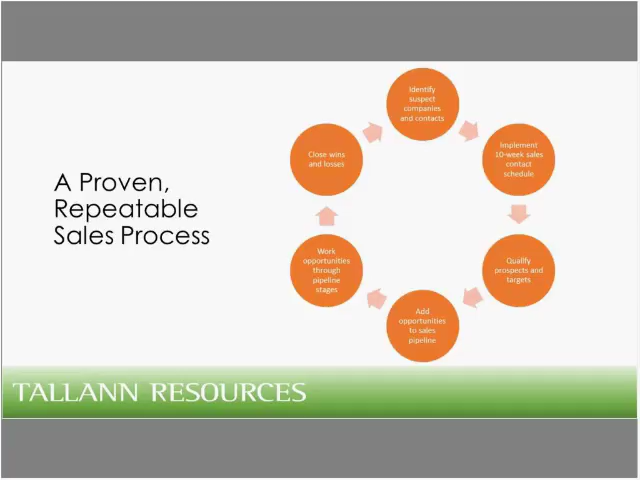 A Proven,
Repeatable
Sales Process
Identify
suspect
companies
and contacts
Implement
10-week sales
contact
schedule
Qualify
prospects and
targets
Add
opportunities
to sales
pipeline
Work
opportunities
through
pipeline
stages
Close wins
and losses
TALLANN RESOURCES